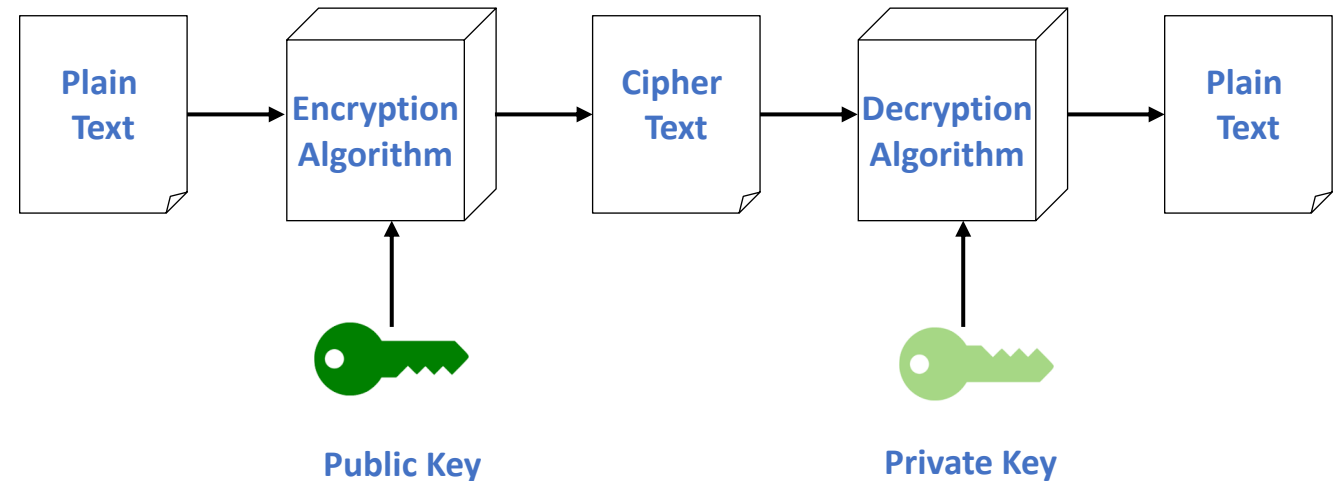 Plain
Text
Encryption
Algorithm
Cipher
Text
Decryption
Algorithm
Plain
Text
Public Key
Private Key